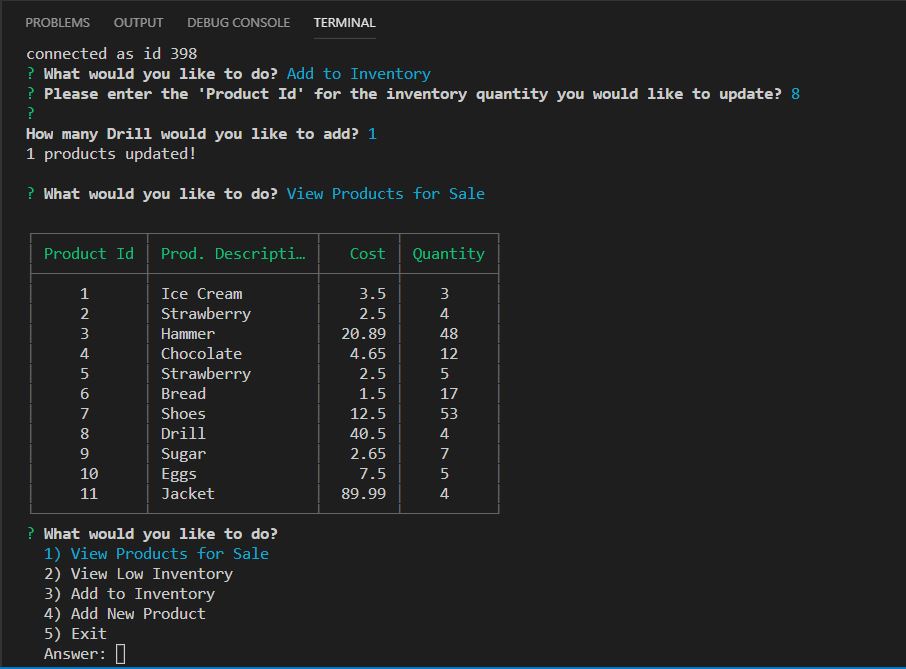 PROBLEMS OUTPUT DEBUG CONSOLE TERMINAL
connected as id 398
? What would you like to do? Add to Inventory
? Please enter the 'Product Id' for the inventory quantity you would like to update? 8
?
How many Drill would you like to add? 1
1 products updated!
? What would you like to do? View Products for Sale
Product Id Prod. Descripti… Cost Quantity
1 Ice Cream 3.5 3
2 Strawberry 2.5 4
3 Hammer 20.89 48
4 Chocolate 4.65 12
5 Strawberry 2.5 5
6 Bread 1.5 17
7 Shoes 12.5 53
8 Drill 40.5 4
9 Sugar 2.65 7
10 Eggs 7.5 5
11 Jacket 89.99 4
? What would you like to do?
1) View Products for Sale
2) View Low Inventory
3) Add to Inventory
4) Add New Product
5) Exit
Answer: